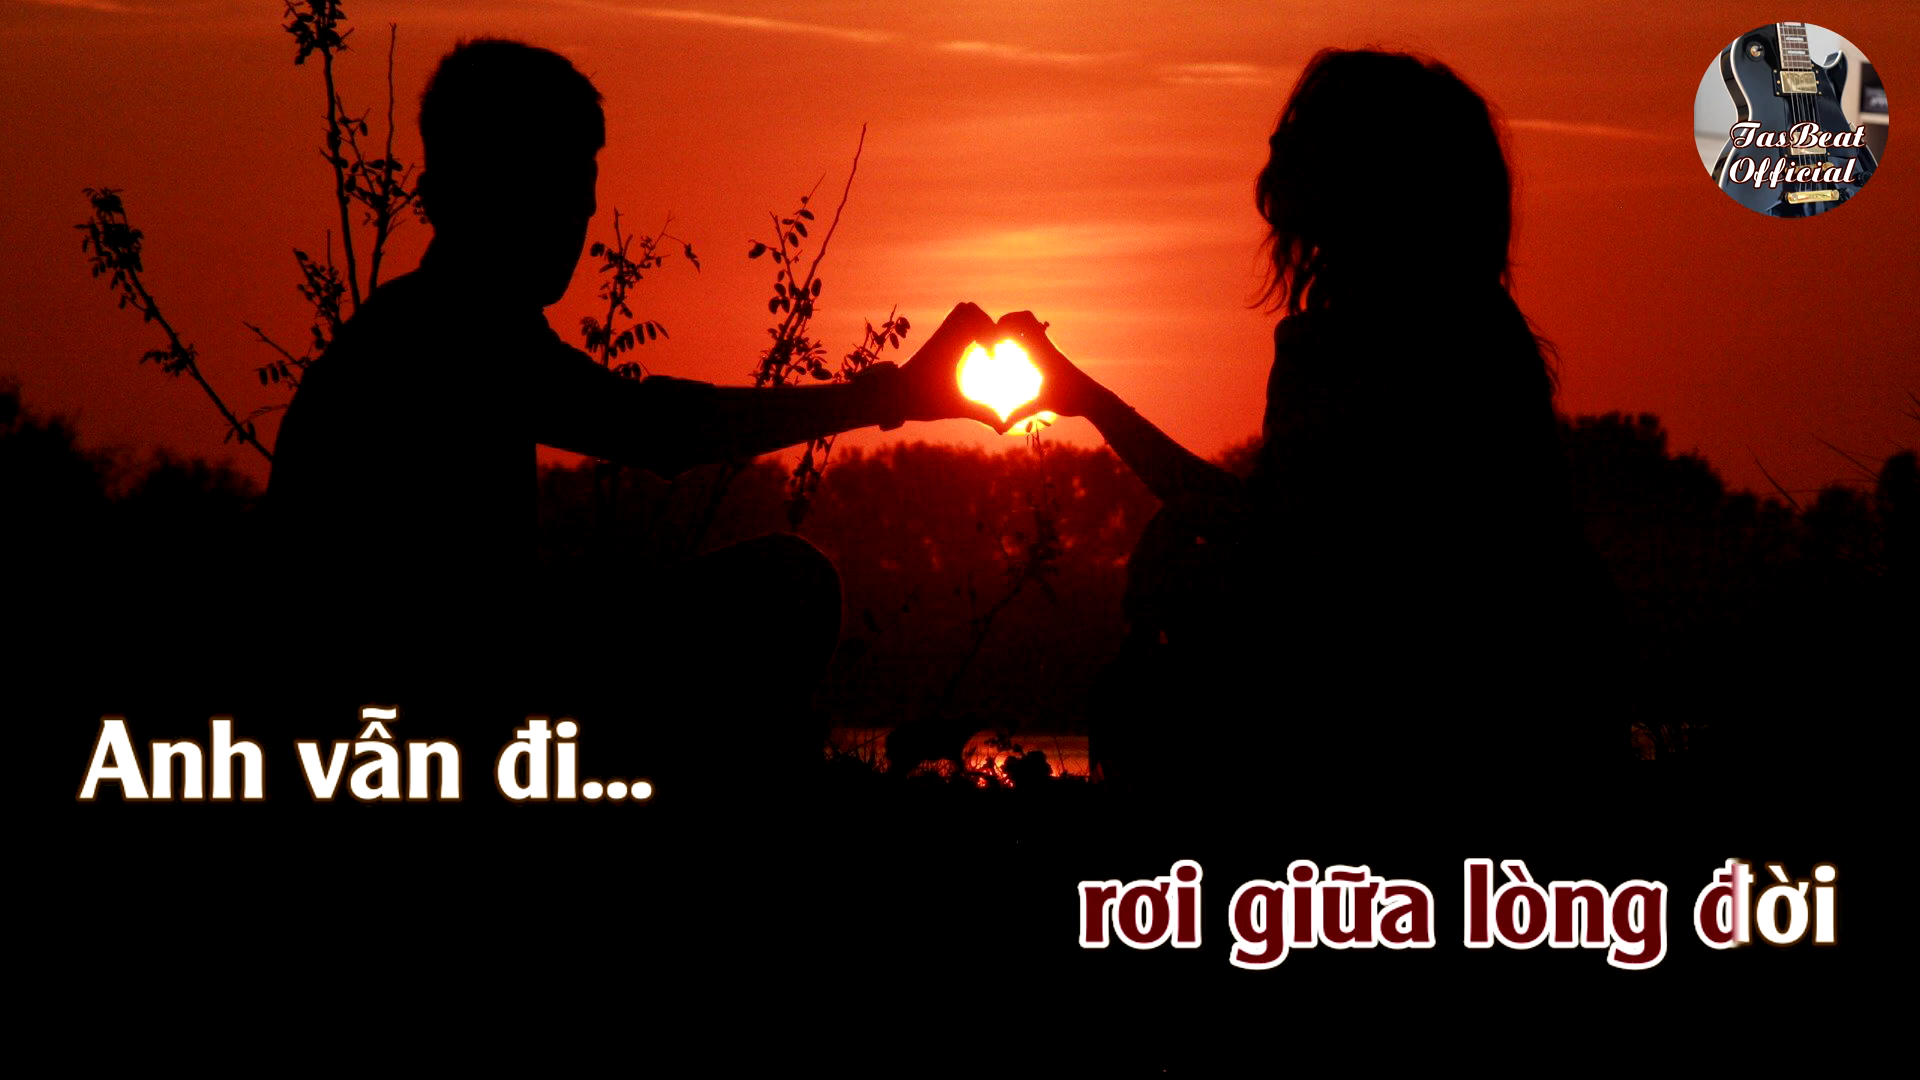 TasBeat
Official
Anh vẫn đi...
rơi giữa lòng đời